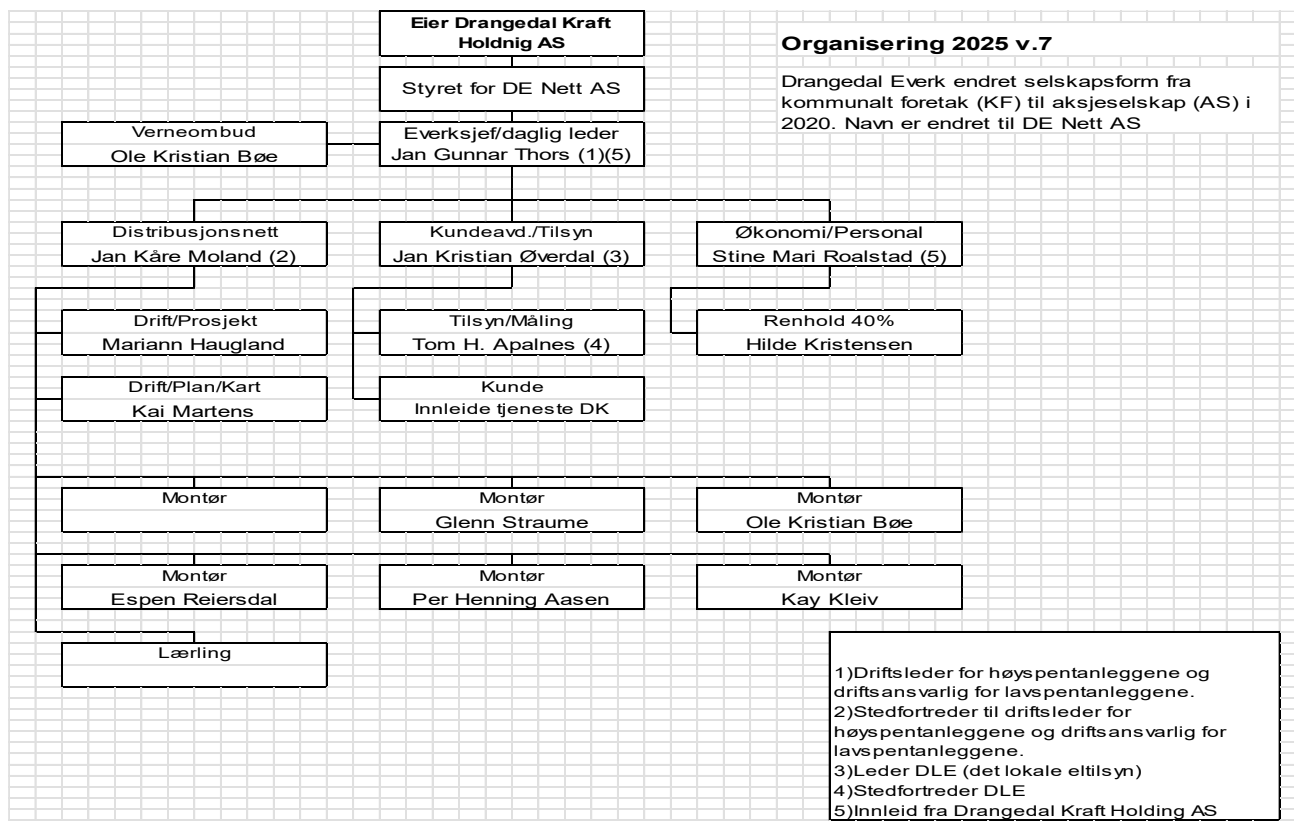 Eier Drangedal Kraft
Holdnig AS
Organisering 2025 v.7
Drangedal Everk endret selskapsform fra
kommunalt foretak (KF) til aksjeselskap (AS) i
2020. Navn er endret til DE Nett AS
Styret for DE Nett AS
Verneombud
Ole Kristian Bøe
Everksjef/daglig leder
Jan Gunnar Thors (1)(5)
Distribusjonsnett
Jan Kåre Moland (2)
Kundeavd./Tilsyn
Jan Kristian Øverdal (3)
Økonomi/Personal
Stine Mari Roalstad (5)
Drift/Prosjekt
Mariann Haugland
Tilsyn/Måling
Tom H. Apalnes (4)
Renhold 40%
Hilde Kristensen
Drift/Plan/Kart
Kai Martens
Kunde
Innleide tjeneste DK
Montør
Montør
Glenn Straume
Montør
Ole Kristian Bøe
Montør
Espen Reiersdal
Montør
Per Henning Aasen
Montør
Kay Kleiv
Lærling
1)Driftsleder for høyspentanleggene og
driftsansvarlig for lavspentanleggene.
2)Stedfortreder til driftsleder for
høyspentanleggene og driftsansvarlig for
lavspentanleggene.
3)Leder DLE (det lokale eltilsyn)
4)Stedfortreder DLE
5)Innleid fra Drangedal Kraft Holding AS